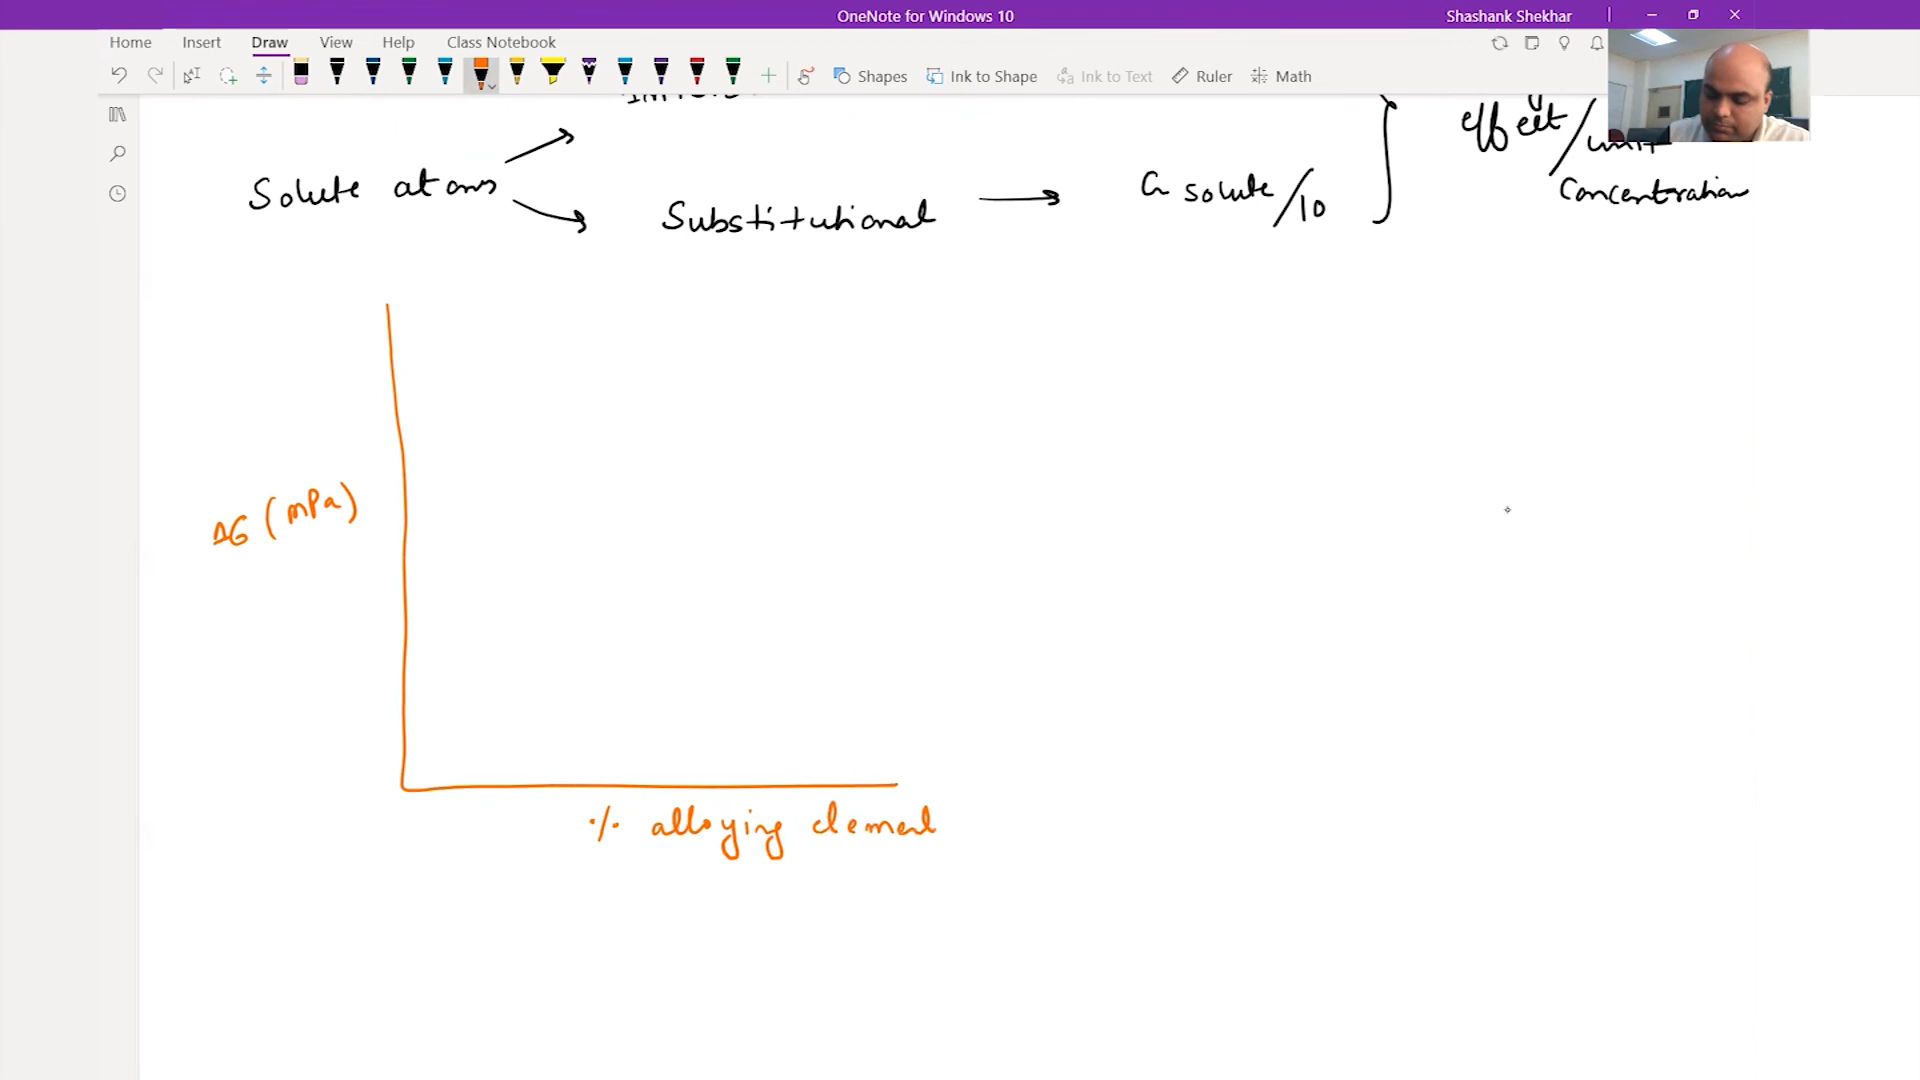 OneNote for Windows 10
Shashank Shekhar
Home Insert Draw View Help Class Notebook
Shapes Ink to Shape Ink to Text Ruler Math
effect/unit
concentration
Solute atoms
Substitutional
G solute/10
ΔG (MPa)
% alloying element